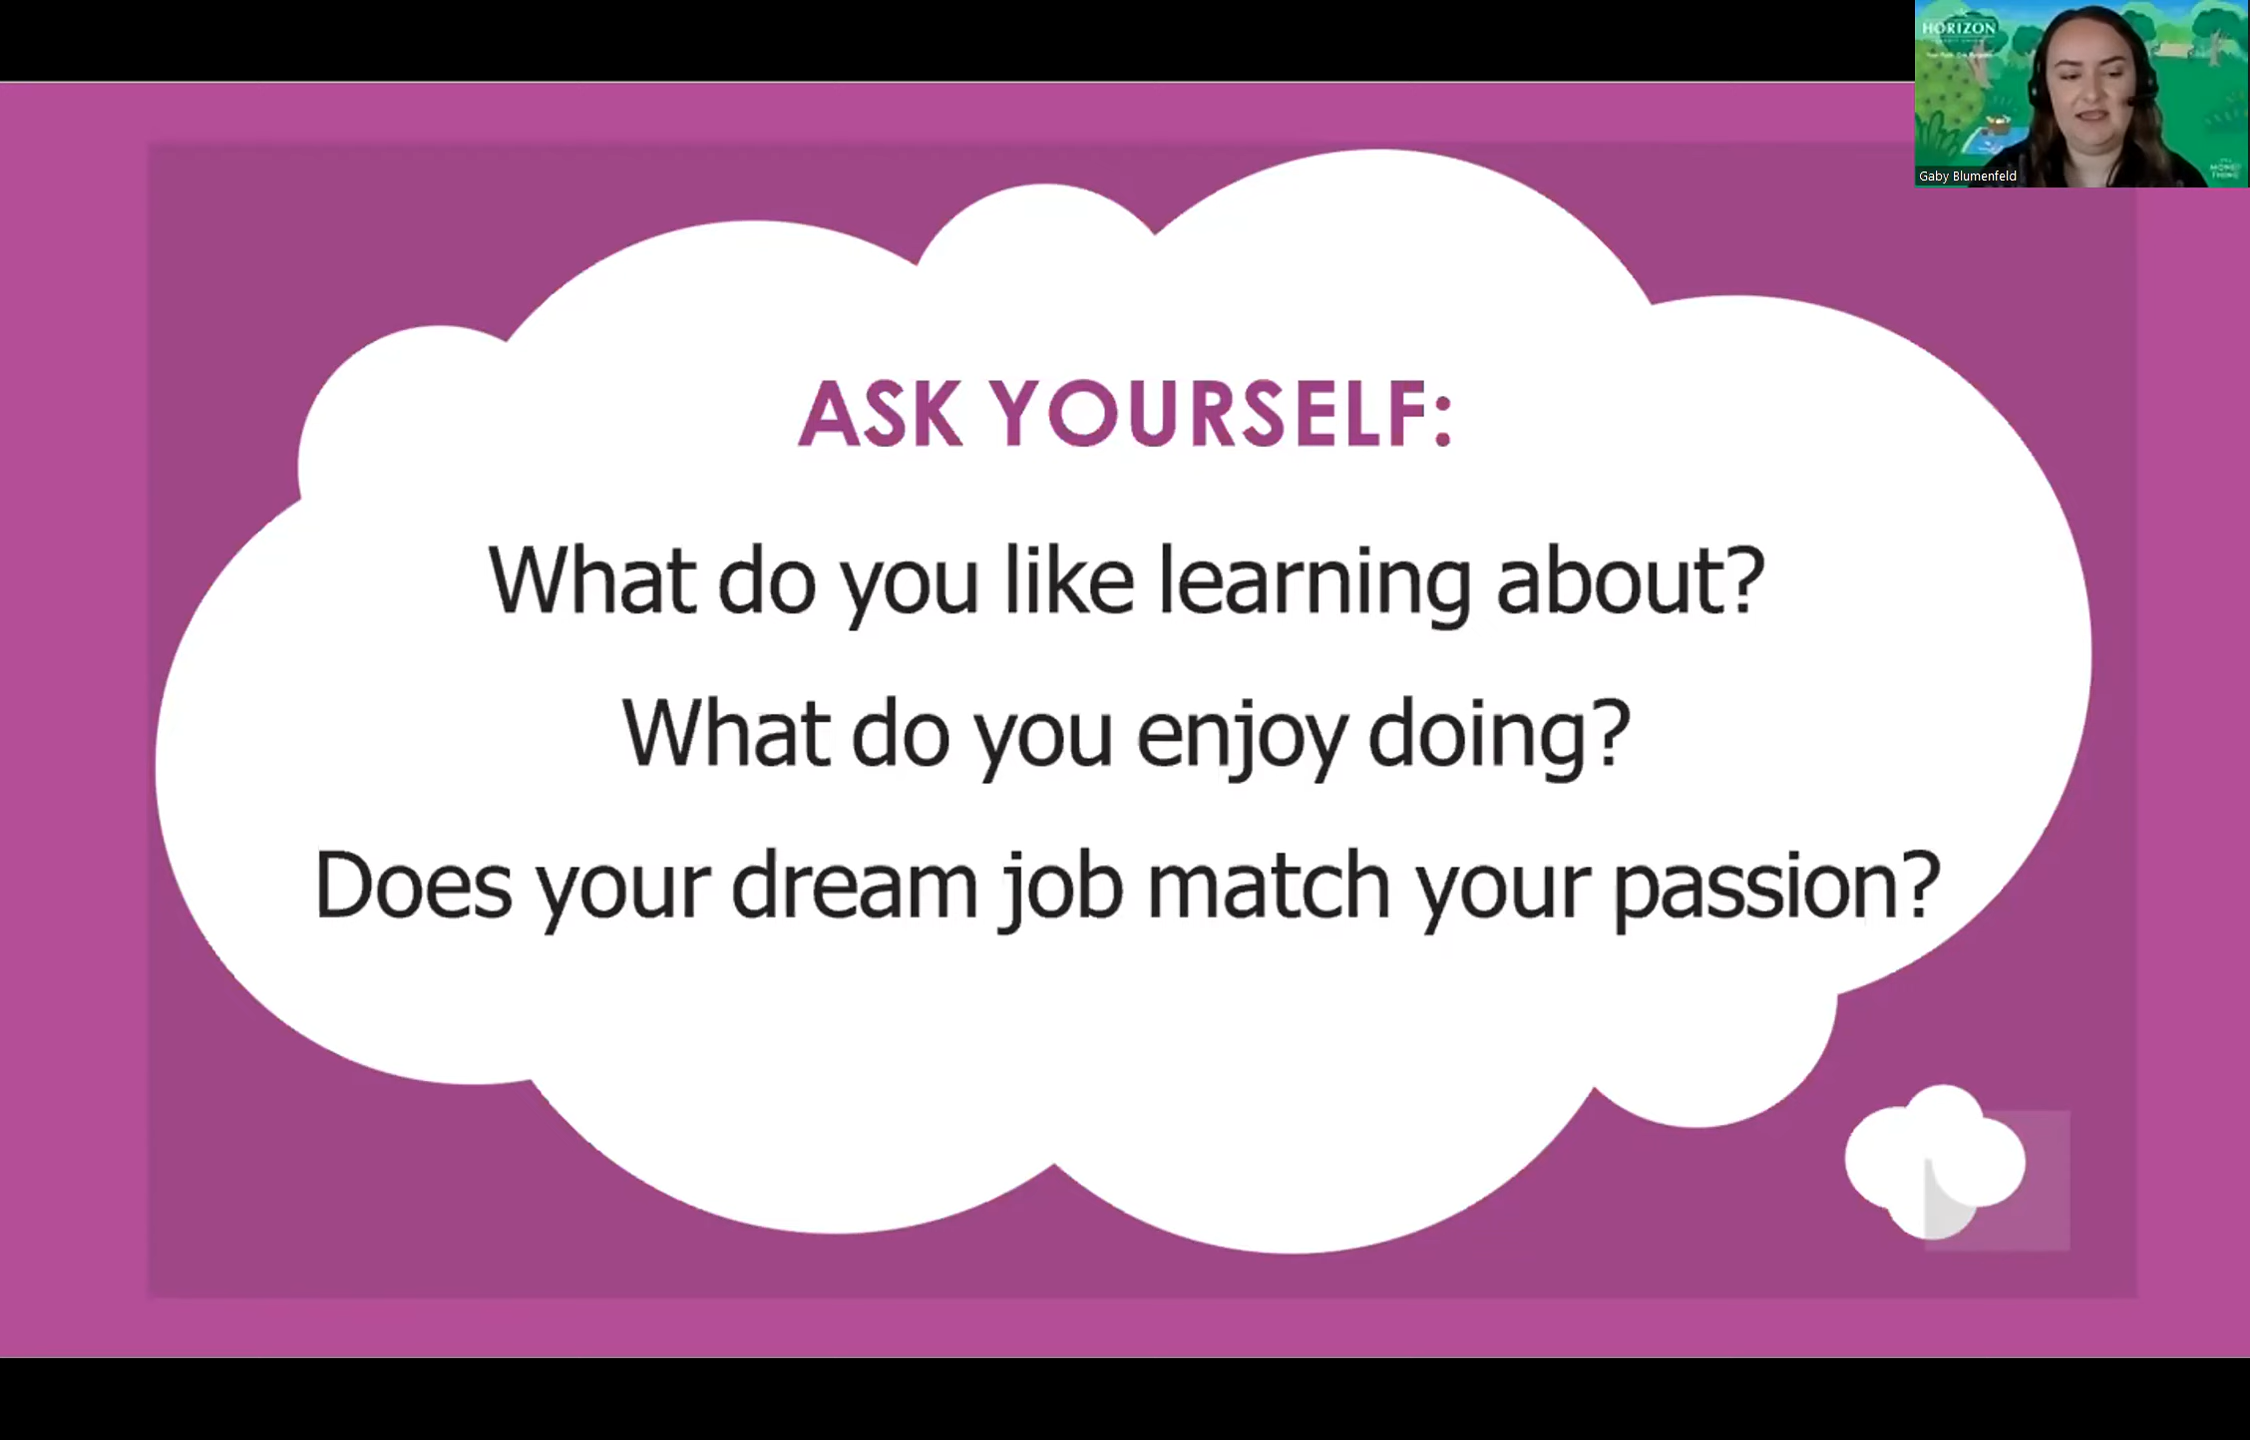 HORIZON
Gaby Blumenfeld
ASK YOURSELF:
What do you like learning about?
What do you enjoy doing?
Does your dream job match your passion?